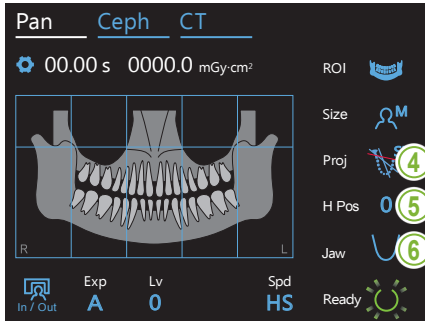 Pan Ceph CT
00.00 s 0000.0 mGy·cm²
ROI
Size M
Proj S 4
H Pos 0 5
R L
Jaw 6
Exp Lv Spd
In / Out A 0 HS
Ready